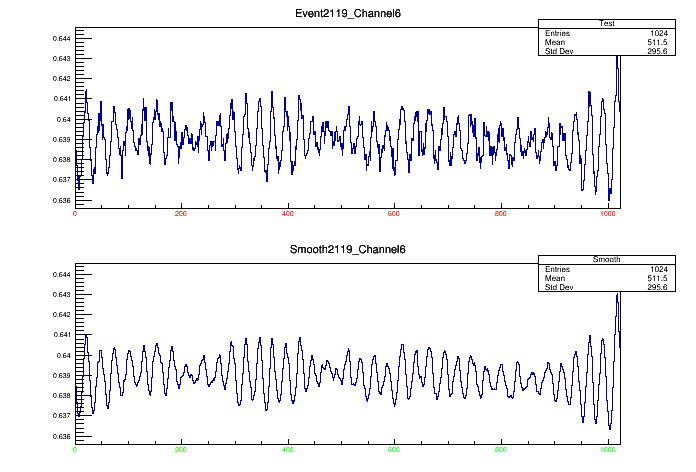 Event2119_Channel6
Test
Entries 1024
Mean 511.5
Std Dev 295.6
0.644
0.643
0.642
0.641
0.64
0.639
0.638
0.637
0.636
0 200 400 600 800 1000
Smooth2119_Channel6
Smooth
Entries 1024
Mean 511.5
Std Dev 295.6
0.644
0.643
0.642
0.641
0.64
0.639
0.638
0.637
0.636
0 200 400 600 800 1000